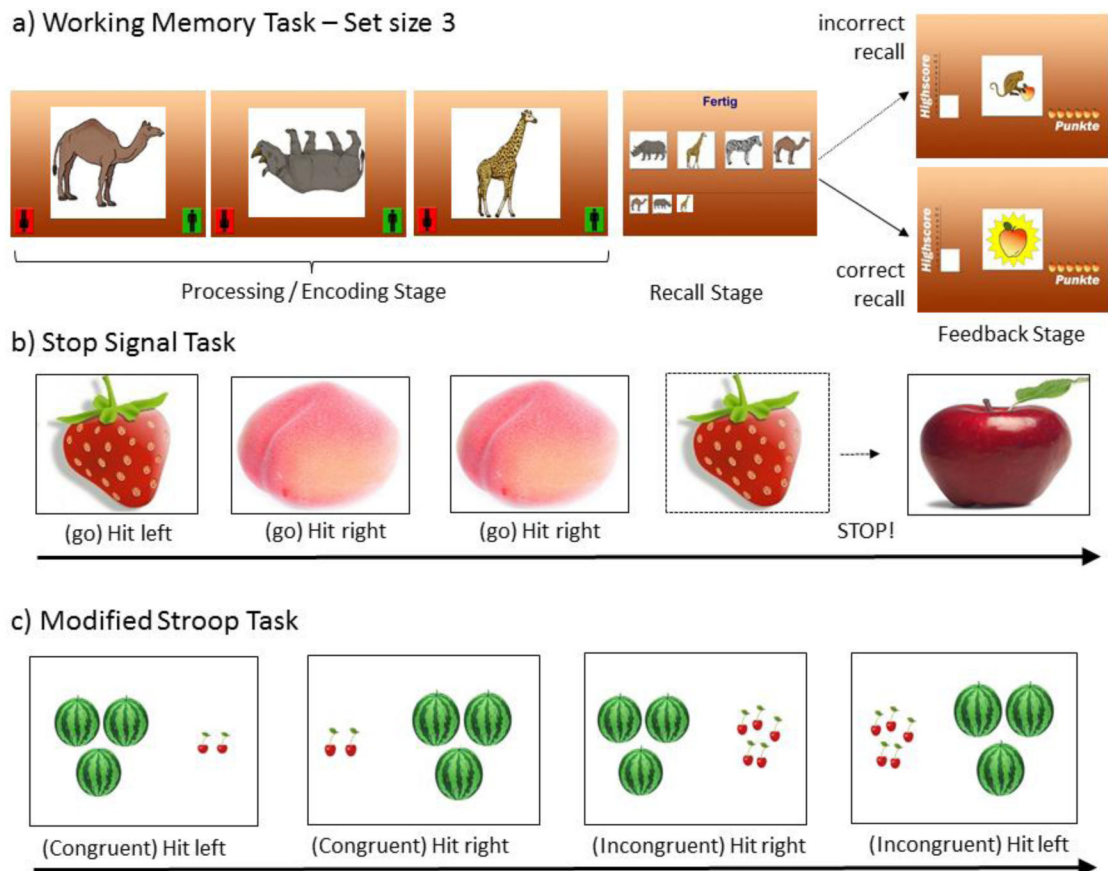 a) Working Memory Task – Set size 3
incorrect
recall
Fertig
Highscore
Punkte
Highscore
Punkte
correct
recall
Processing / Encoding Stage
Recall Stage
Feedback Stage
b) Stop Signal Task
(go) Hit left
(go) Hit right
(go) Hit right
STOP!
c) Modified Stroop Task
(Congruent) Hit left
(Congruent) Hit right
(Incongruent) Hit right
(Incongruent) Hit left